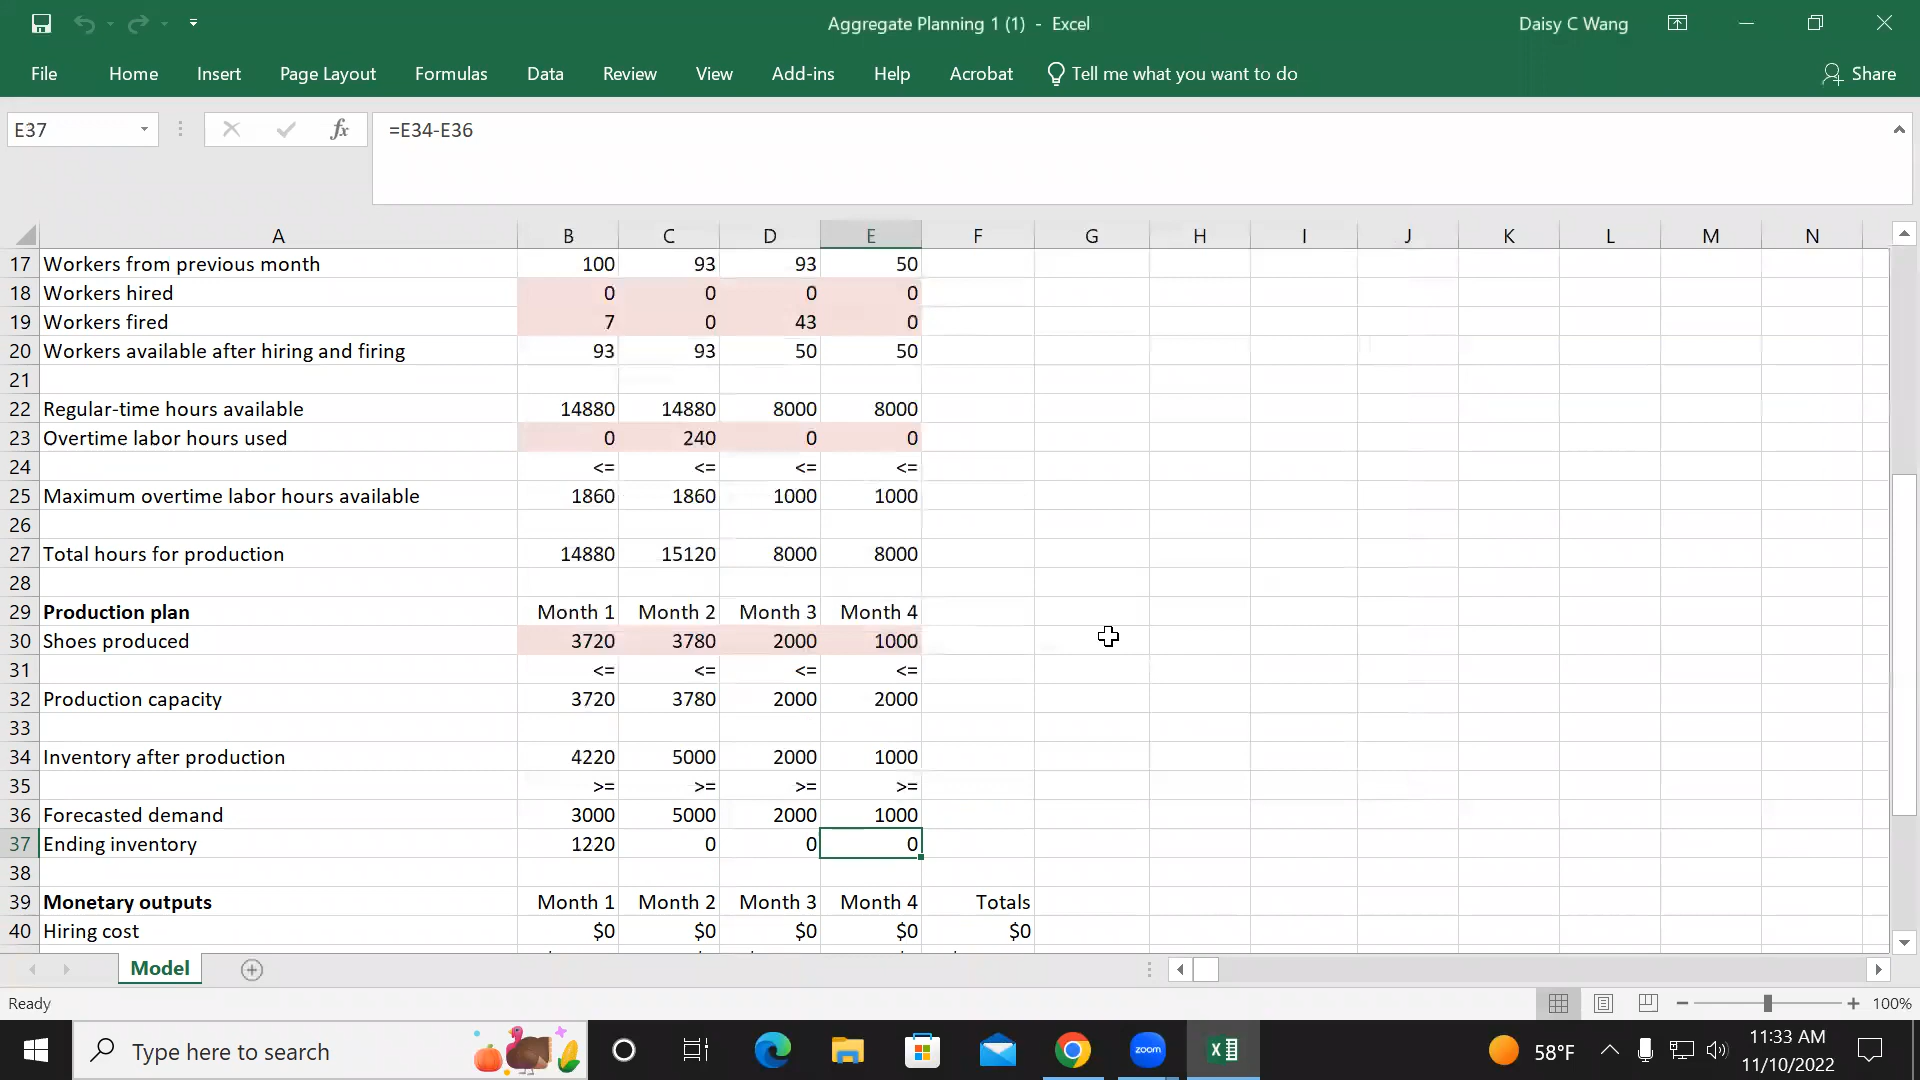 Aggregate Planning 1 (1) - Excel
Daisy C Wang
File Home Insert Page Layout Formulas Data Review View Add-ins Help Acrobat Tell me what you want to do Share
E37 fx =E34-E36
A B C D E F G H I J K L M N
17 Workers from previous month 100 93 93 50
18 Workers hired 0 0 0 0
19 Workers fired 7 0 43 0
20 Workers available after hiring and firing 93 93 50 50
21
22 Regular-time hours available 14880 14880 8000 8000
23 Overtime labor hours used 0 240 0 0
24 <= <= <= <=
25 Maximum overtime labor hours available 1860 1860 1000 1000
26
27 Total hours for production 14880 15120 8000 8000
28
29 Production plan Month 1 Month 2 Month 3 Month 4
30 Shoes produced 3720 3780 2000 1000
31 <= <= <= <=
32 Production capacity 3720 3780 2000 2000
33
34 Inventory after production 4220 5000 2000 1000
35 >= >= >= >=
36 Forecasted demand 3000 5000 2000 1000
37 Ending inventory 1220 0 0 0
38
39 Monetary outputs Month 1 Month 2 Month 3 Month 4 Totals
40 Hiring cost $0 $0 $0 $0 $0
Model
Ready 100%
Type here to search
zoom
58°F
11:33 AM
11/10/2022